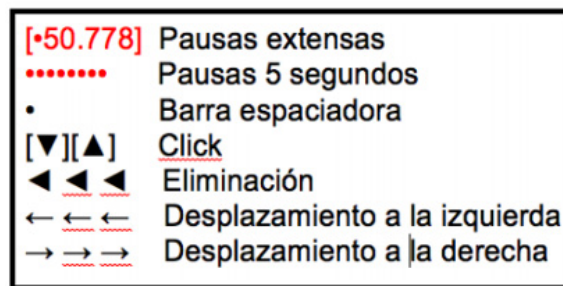 [•50.778] Pausas extensas
•••••••• Pausas 5 segundos
• Barra espaciadora
[▼][▲] Click
◄ ◄ ◄ Eliminación
← ← ← Desplazamiento a la izquierda
→ → → Desplazamiento a la derecha